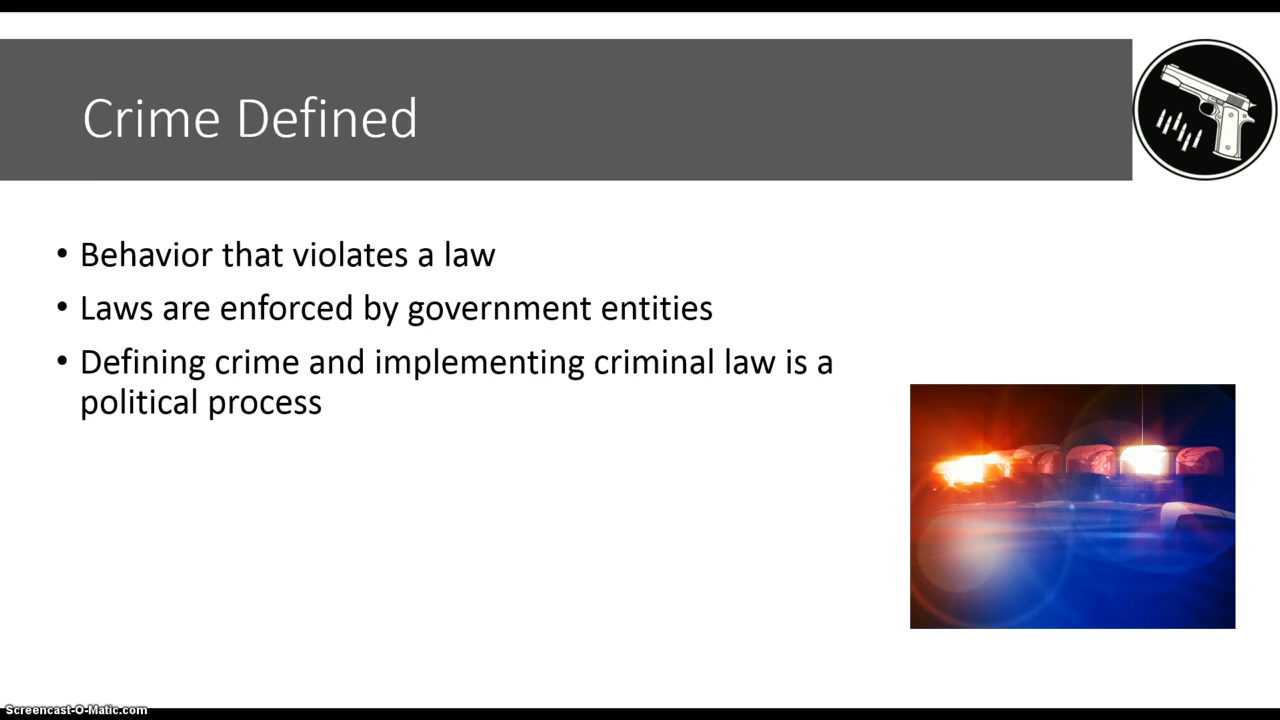 Crime Defined
• Behavior that violates a law
• Laws are enforced by government entities
• Defining crime and implementing criminal law is a
political process
Screencast-O-Matic.com